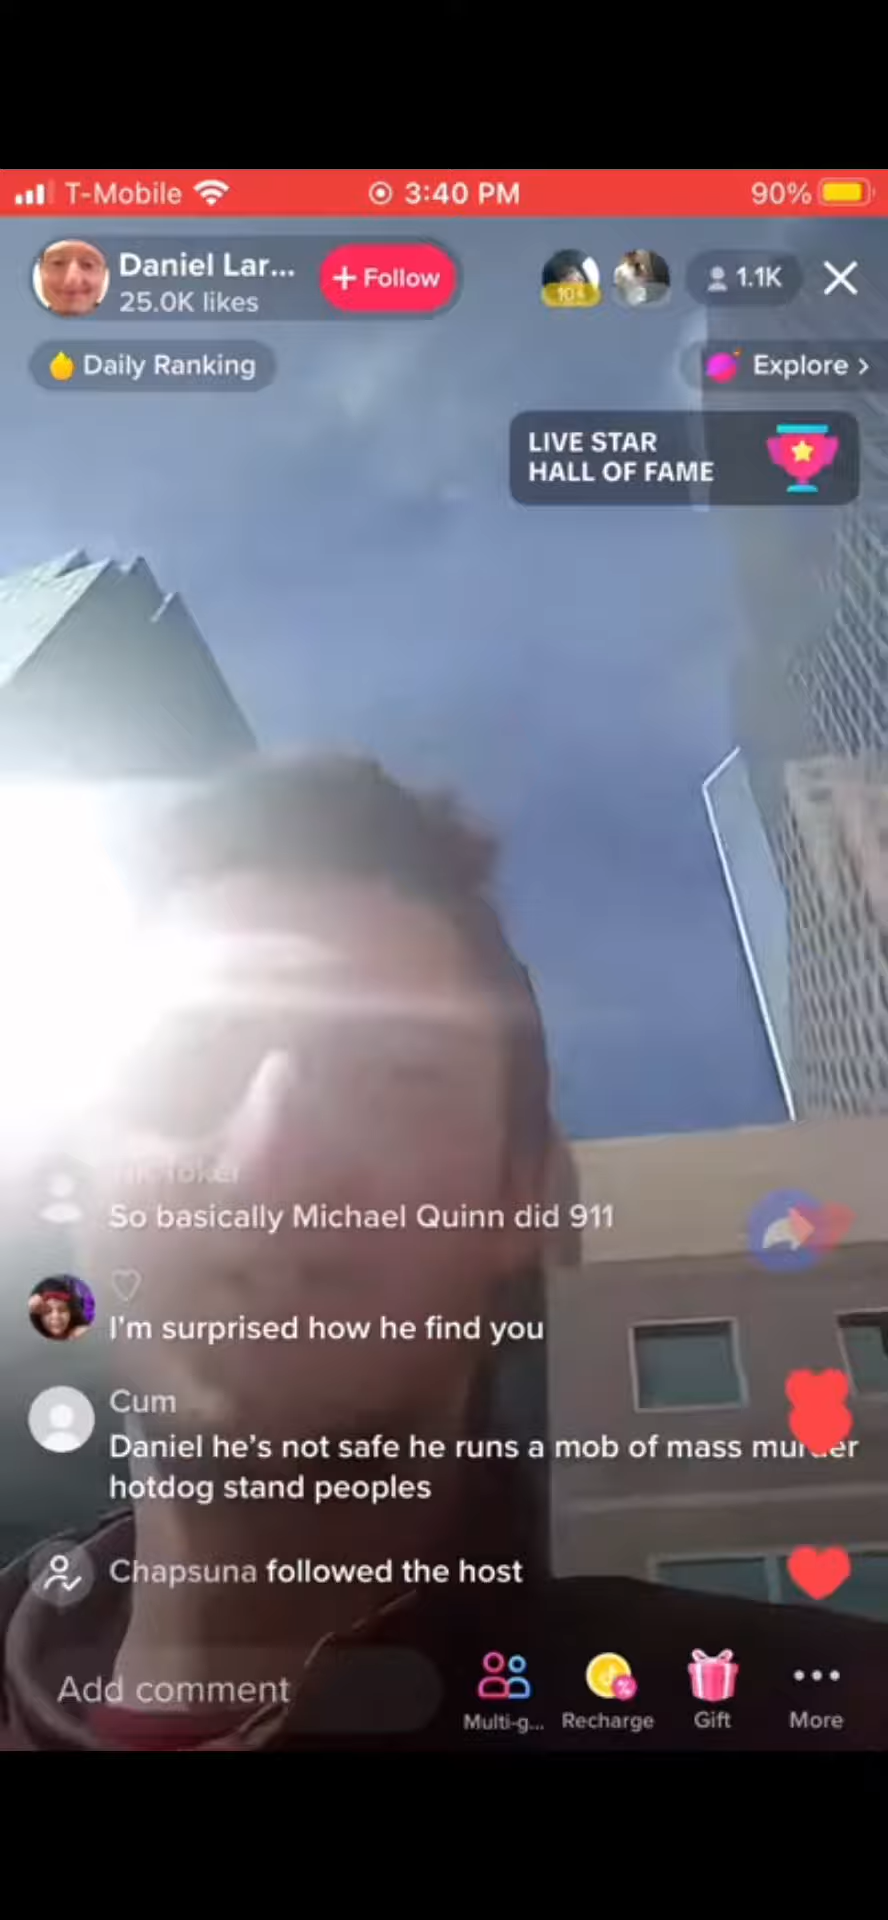 T-Mobile 3:40 PM 90%
Daniel Lar... + Follow 1.1K
25.0K likes
Daily Ranking Explore >
LIVE STAR
HALL OF FAME
So basically Michael Quinn did 911
I'm surprised how he find you
Cum
Daniel he's not safe he runs a mob of mass murder
hotdog stand peoples
Chapsuna followed the host
Add comment
Multi-g... Recharge Gift More